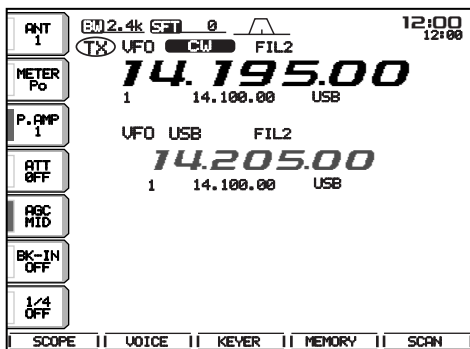 ANT
1
BW 2.4k SFT 0
12:00
12:00
TX VFO CW FIL2
METER
Po
14.195.00
1 14.100.00 USB
P.AMP
1
VFO USB FIL2
14.205.00
ATT
OFF
1 14.100.00 USB
AGC
MID
BK-IN
OFF
1/4
OFF
SCOPE VOICE KEYER MEMORY SCAN